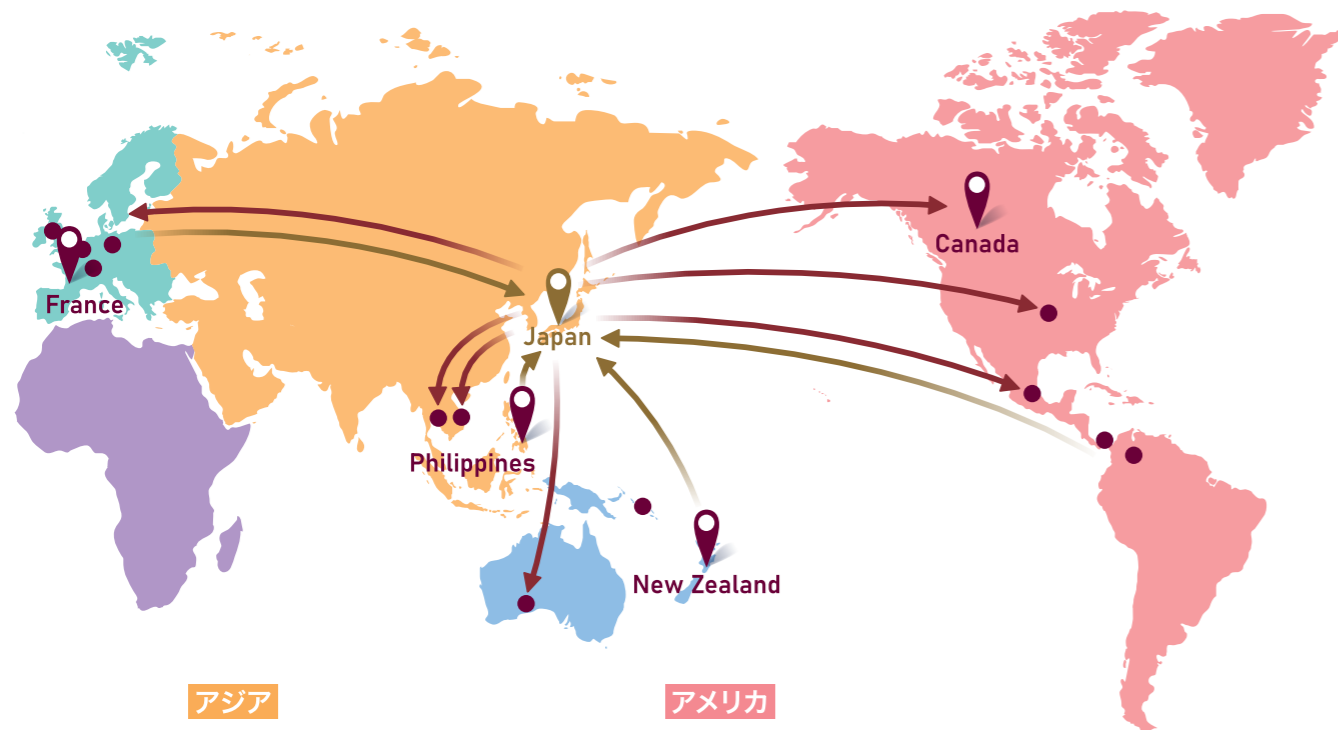 Canada
France
Japan
Philippines
New Zealand
アジア
アメリカ